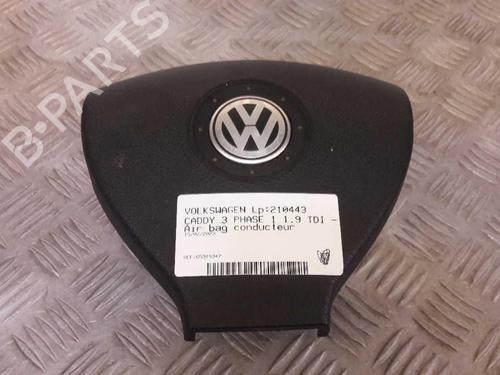 B-PARTS
VOLKSWAGEN Lp:210443
CADDY 3 PHASE 1 1.9 TDI -
Air bag conducteur